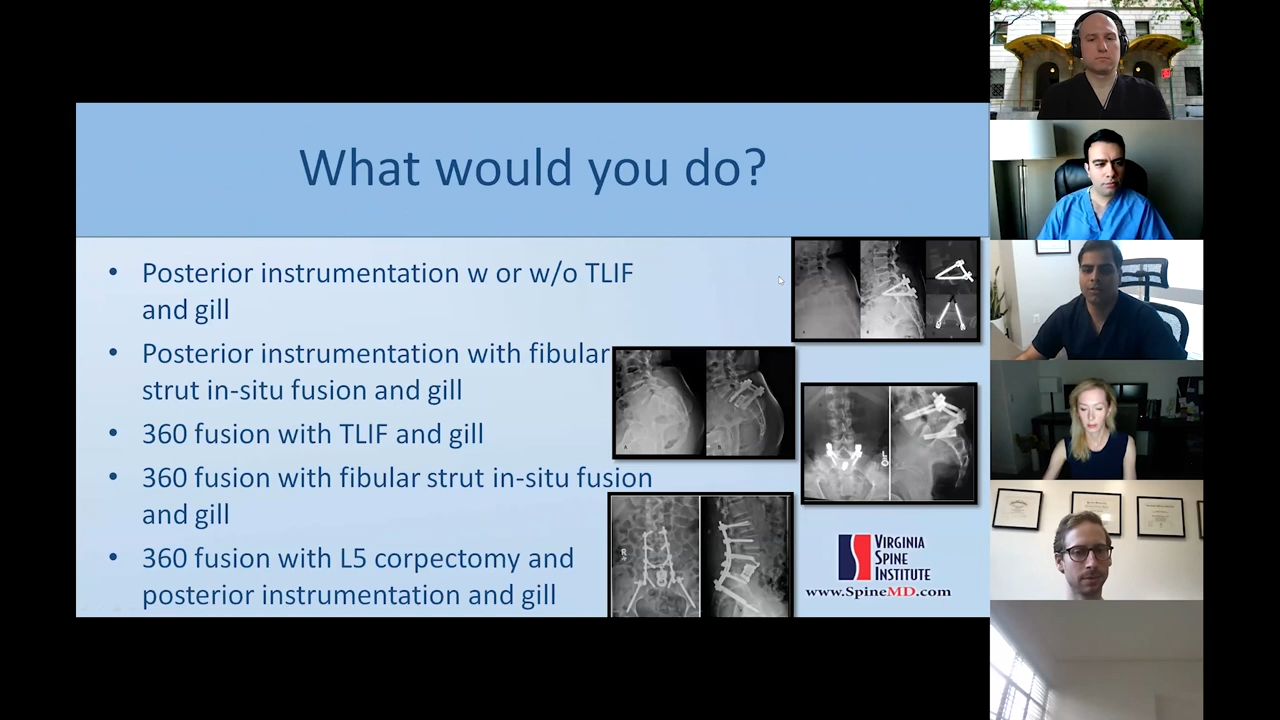 What would you do?
• Posterior instrumentation w or w/o TLIF
and gill
• Posterior instrumentation with fibular
strut in-situ fusion and gill
• 360 fusion with TLIF and gill
• 360 fusion with fibular strut in-situ fusion
and gill
• 360 fusion with L5 corpectomy and
posterior instrumentation and gill
VIRGINIA
SPINE
INSTITUTE
www.SpineMD.com